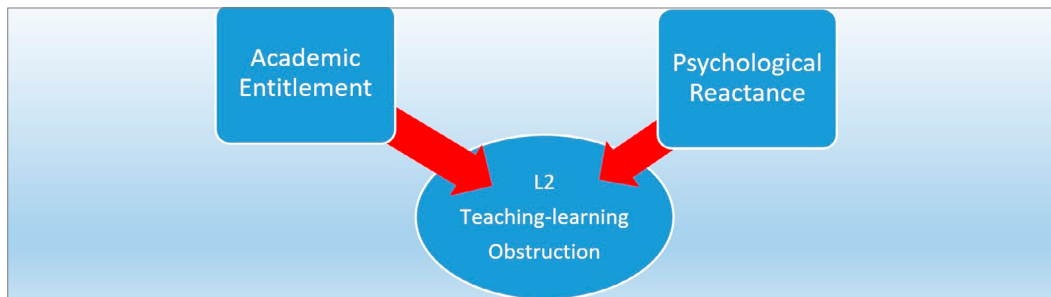 Academic
Entitlement
Psychological
Reactance
L2
Teaching-learning
Obstruction